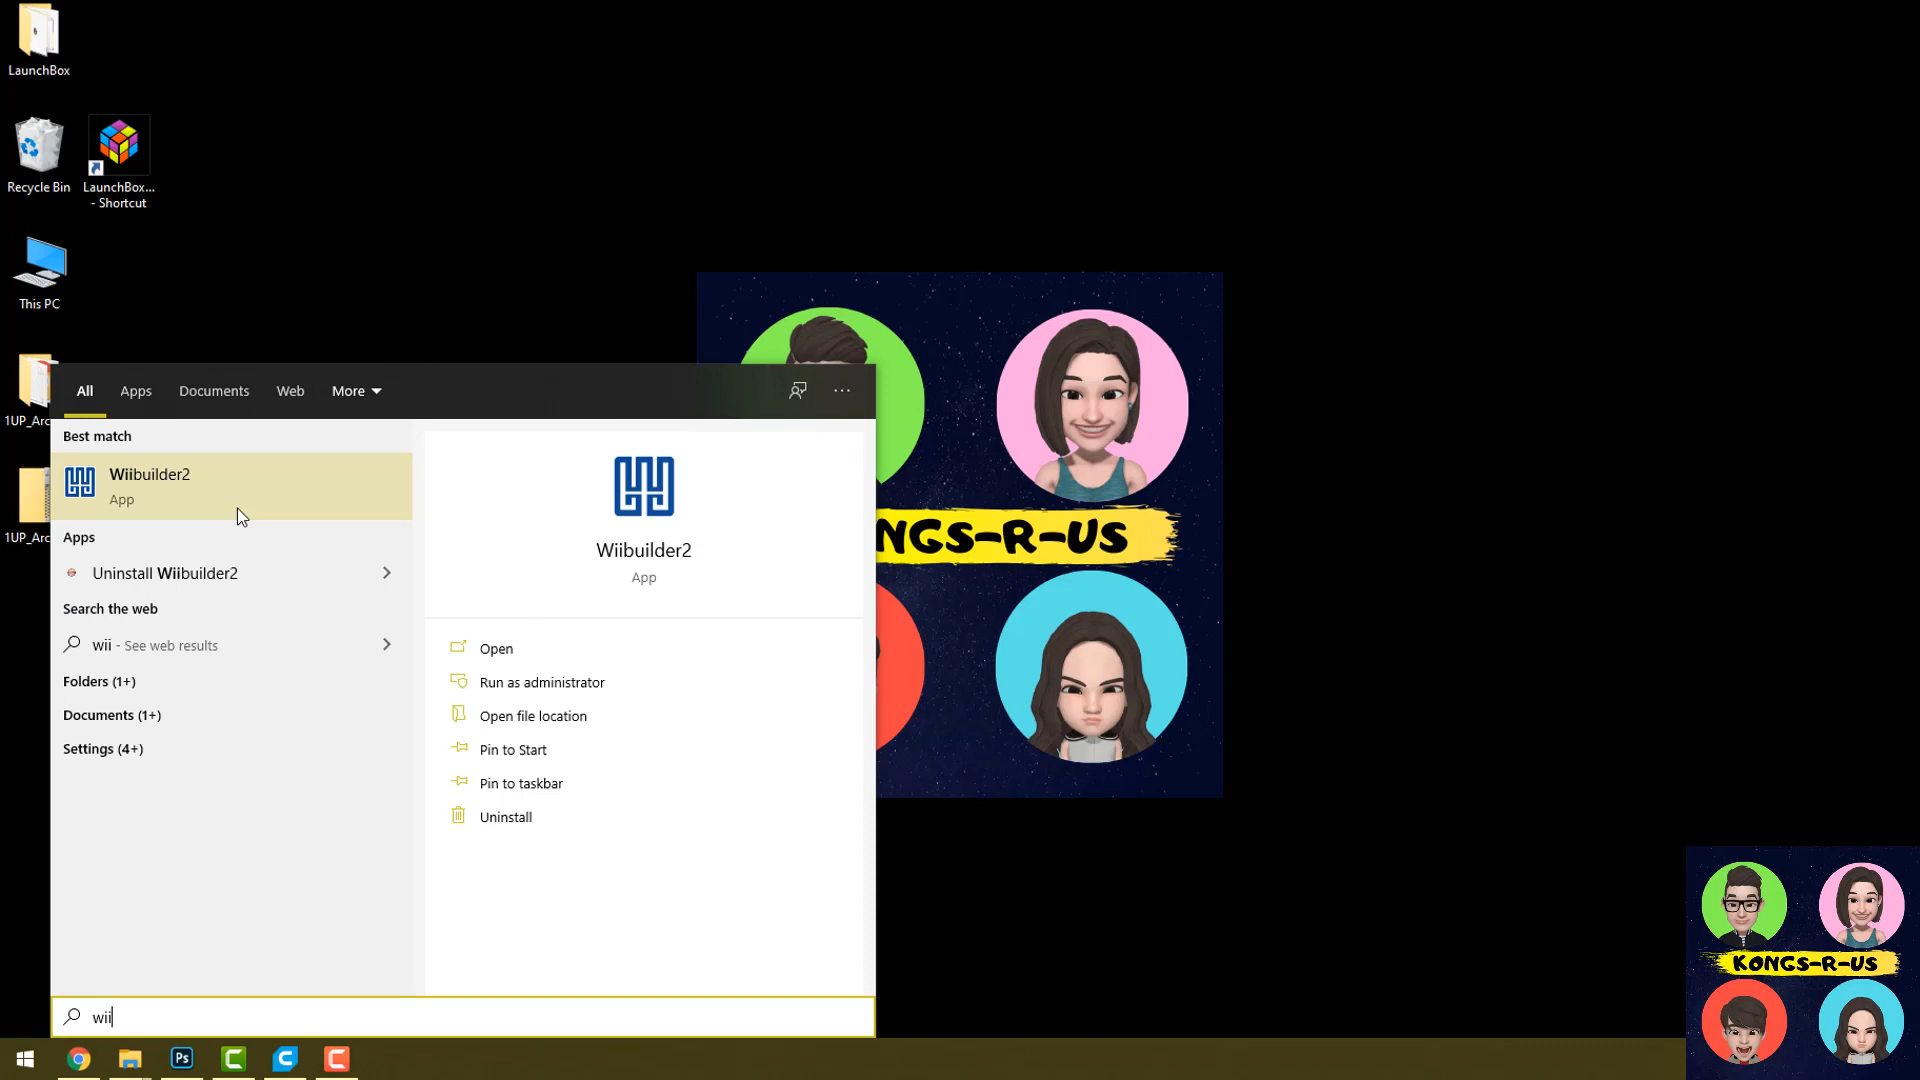 LaunchBox
Recycle Bin
LaunchBox...
- Shortcut
This PC
1UP_Arc
1UP_Arc
All
Apps
Documents
Web
More
Best match
Wiibuilder2
App
Apps
Uninstall Wiibuilder2
Search the web
wii - See web results
Folders (1+)
Documents (1+)
Settings (4+)
Wiibuilder2
App
Open
Run as administrator
Open file location
Pin to Start
Pin to taskbar
Uninstall
wii
NGS-R-US
KONGS-R-US
Ps